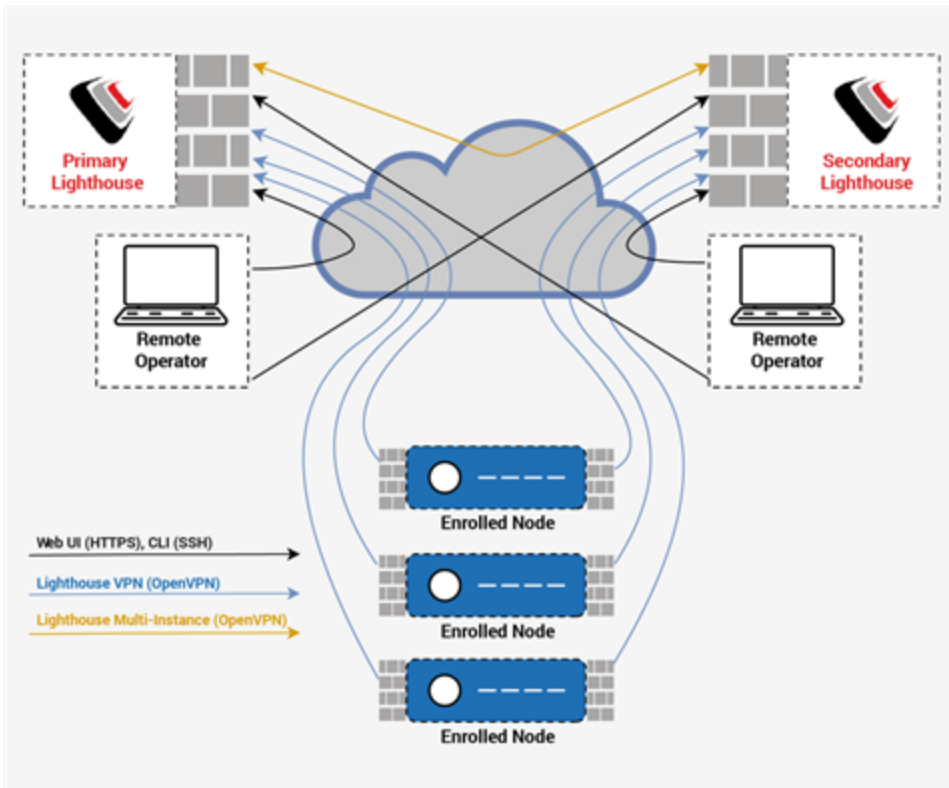 Primary
Lighthouse
Secondary
Lighthouse
Remote
Operator
Remote
Operator
Enrolled Node
Web UI (HTTPS), CLI (SSH)
Lighthouse VPN (OpenVPN)
Lighthouse Multi-Instance (OpenVPN)
Enrolled Node
Enrolled Node